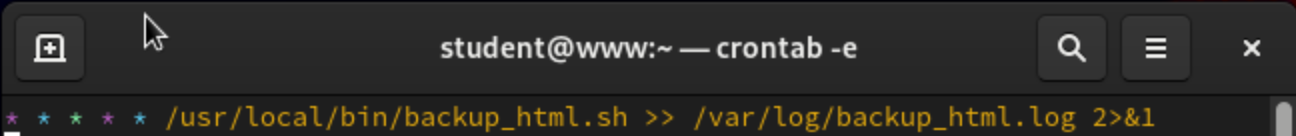 student@www:~ — crontab -e
* * * * * /usr/local/bin/backup_html.sh >> /var/log/backup_html.log 2>&1